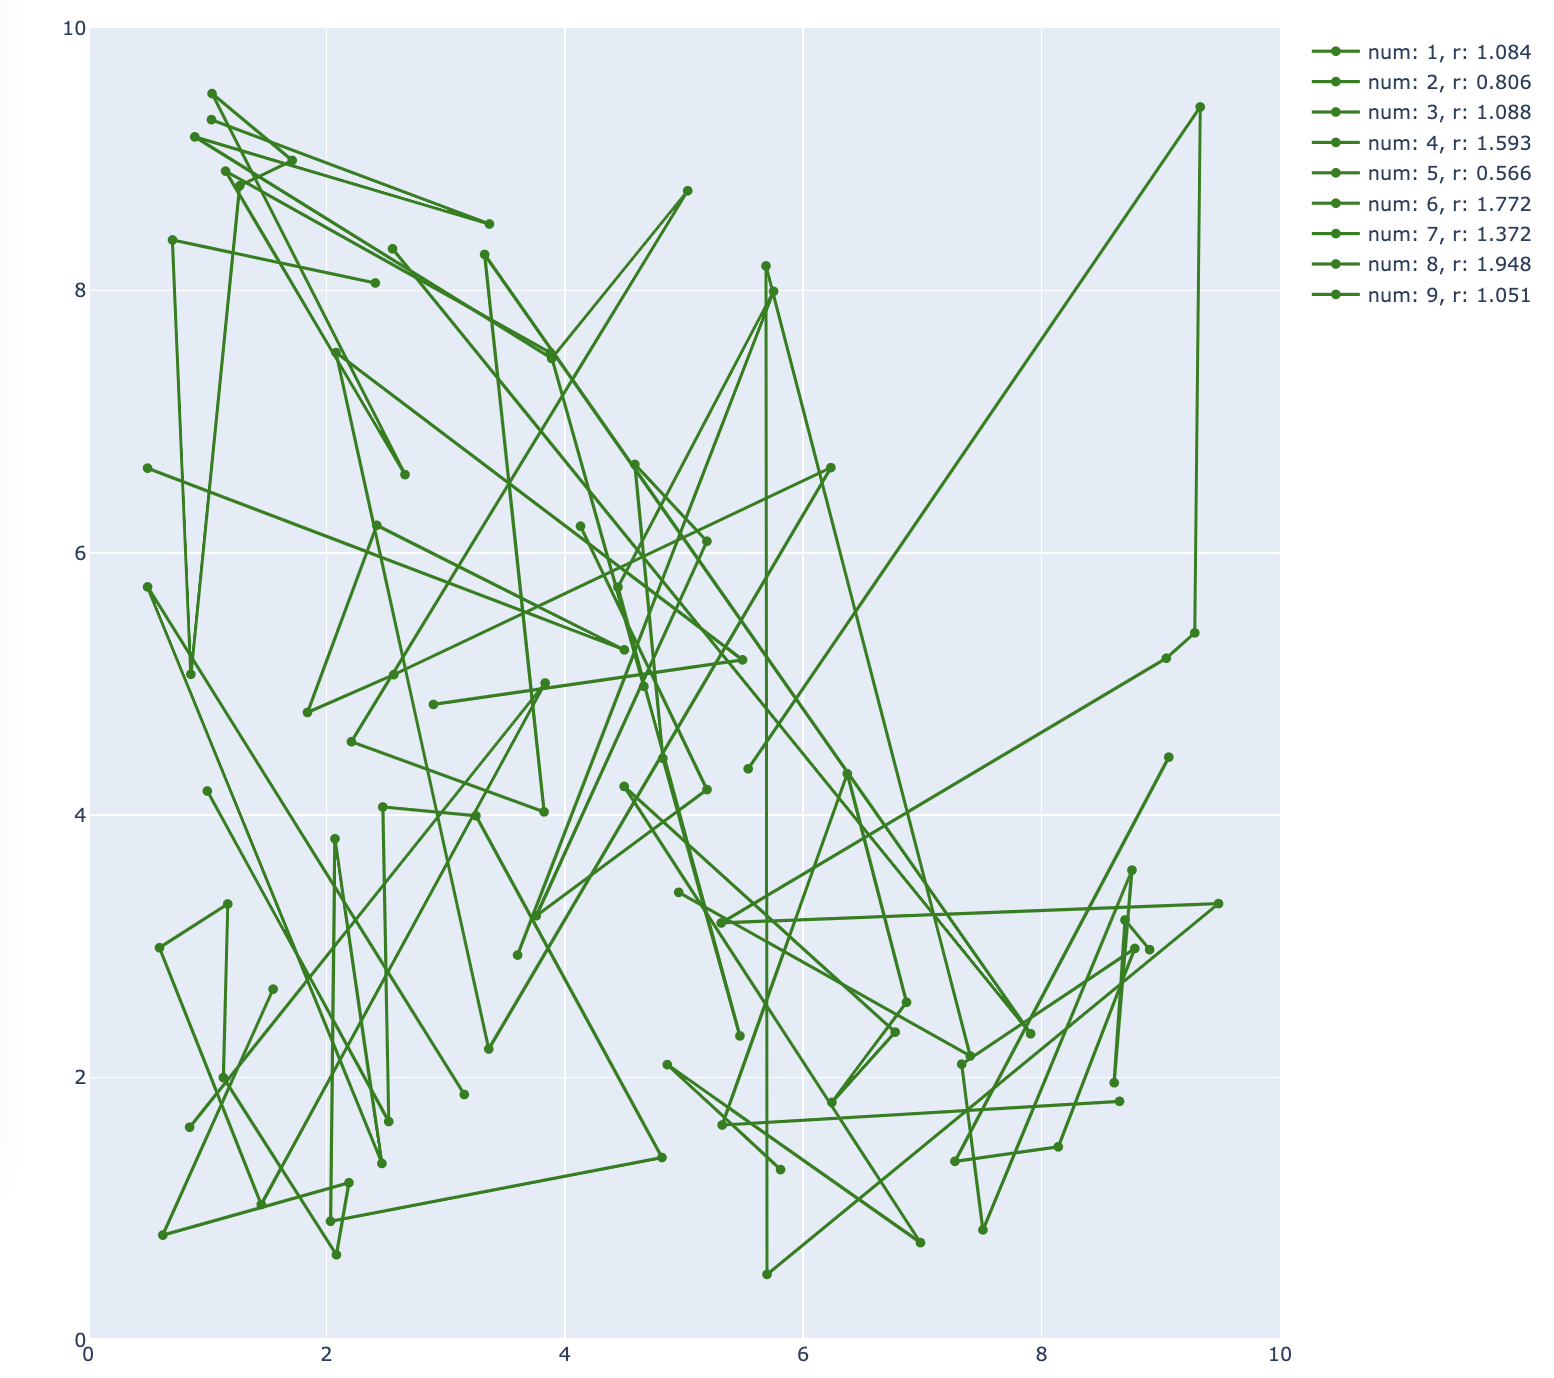 10
8
6
4
2
0
0 2 4 6 8 10
num: 1, r: 1.084
num: 2, r: 0.806
num: 3, r: 1.088
num: 4, r: 1.593
num: 5, r: 0.566
num: 6, r: 1.772
num: 7, r: 1.372
num: 8, r: 1.948
num: 9, r: 1.051